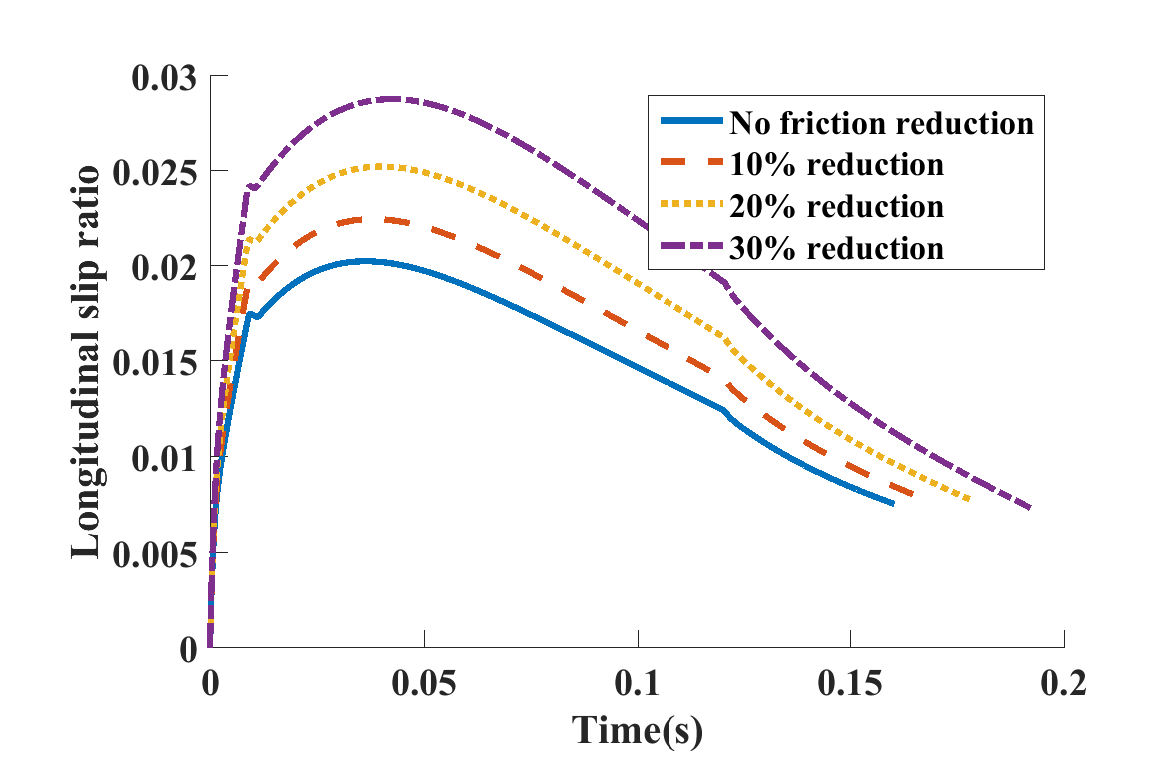 0.03
0.025
0.02
0.015
0.01
0.005
0
Longitudinal slip ratio
No friction reduction
10% reduction
20% reduction
30% reduction
0
0.05
0.1
0.15
0.2
Time(s)